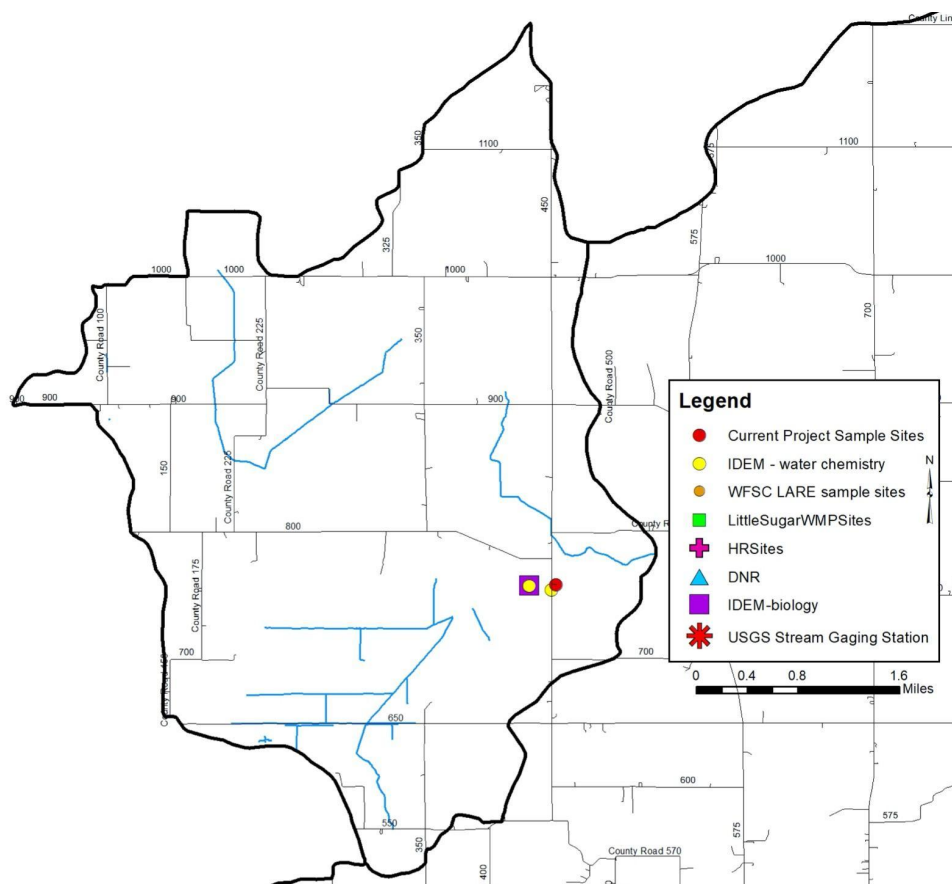 County Lin
350
1100
1100
575
450
325
575
1000
1000
1000
1000
700
County Road 100
County Road 225
350
County Road 500
900
900
900
900
Legend
Current Project Sample Sites
IDEM - water chemistry
N
WFSC LARE sample sites
LittleSugarWMPSites
HRSites
DNR
IDEM-biology
USGS Stream Gaging Station
150
County Road 225
800
County R
County Road 175
700
700
0 0.4 0.8 1.6
Miles
650
600
550
350
400
575
575
County Road 570